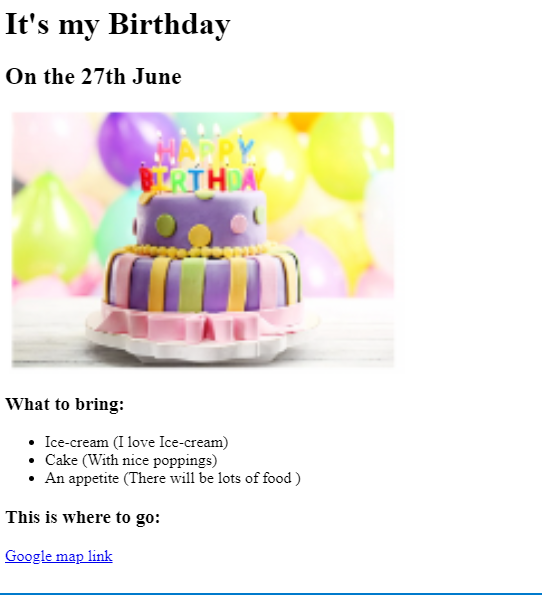 It's my Birthday
On the 27th June
HAPPY
BIRTHDAY
What to bring:
Ice-cream (I love Ice-cream)
Cake (With nice poppings)
An appetite (There will be lots of food )
This is where to go:
Google map link